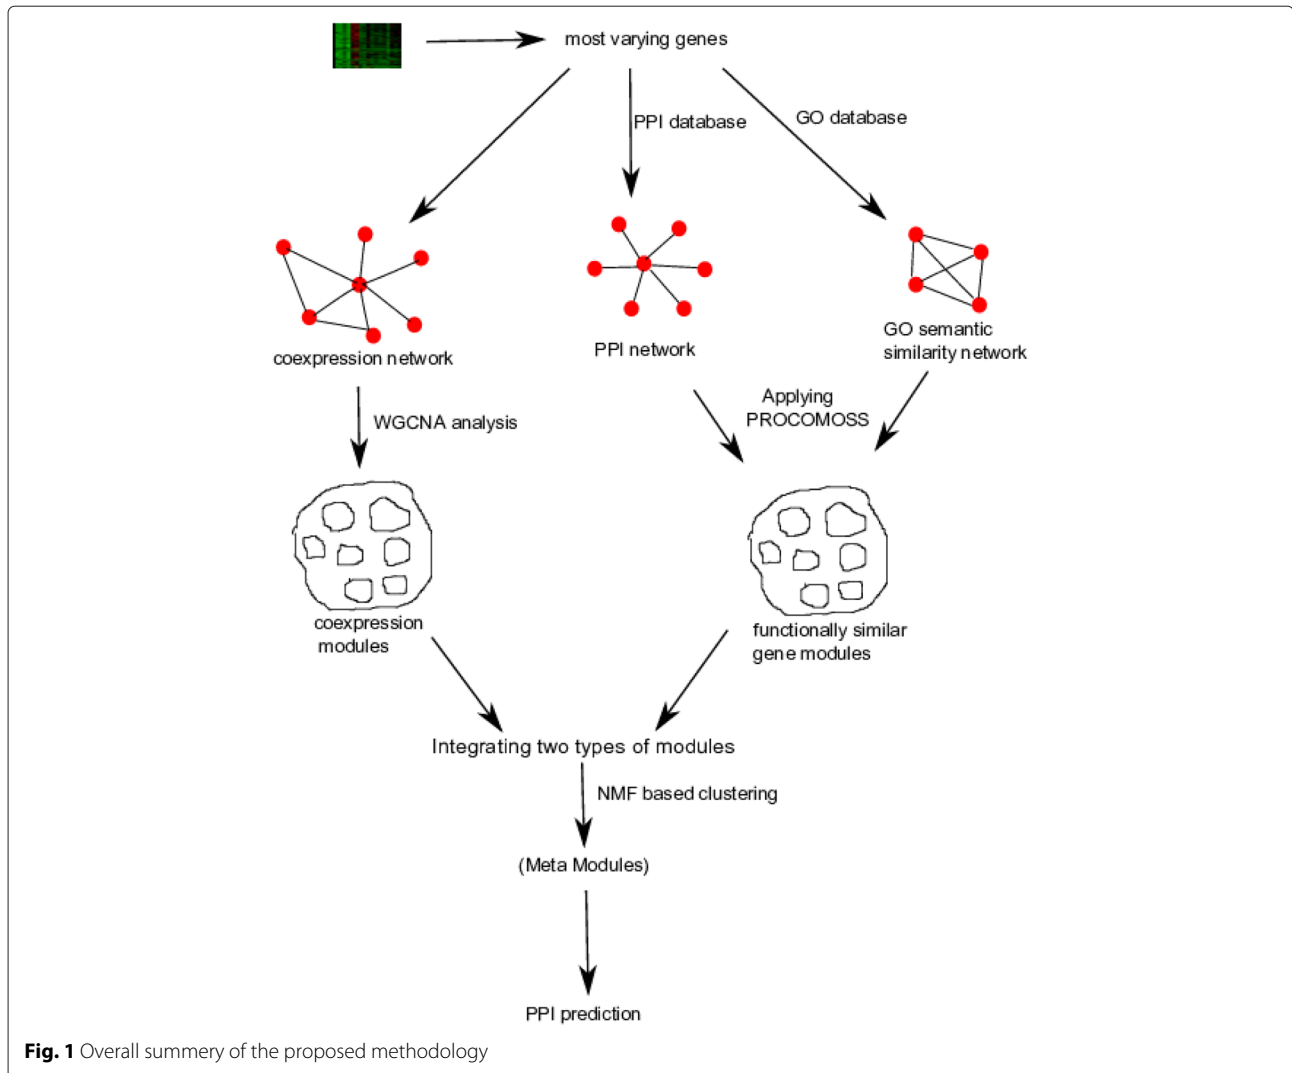 most varying genes
PPI database
GO database
coexpression network
PPI network
GO semantic
similarity network
WGCNA analysis
Applying
PROCOMOSS
coexpression
modules
functionally similar
gene modules
Integrating two types of modules
NMF based clustering
(Meta Modules)
PPI prediction
Fig. 1 Overall summery of the proposed methodology